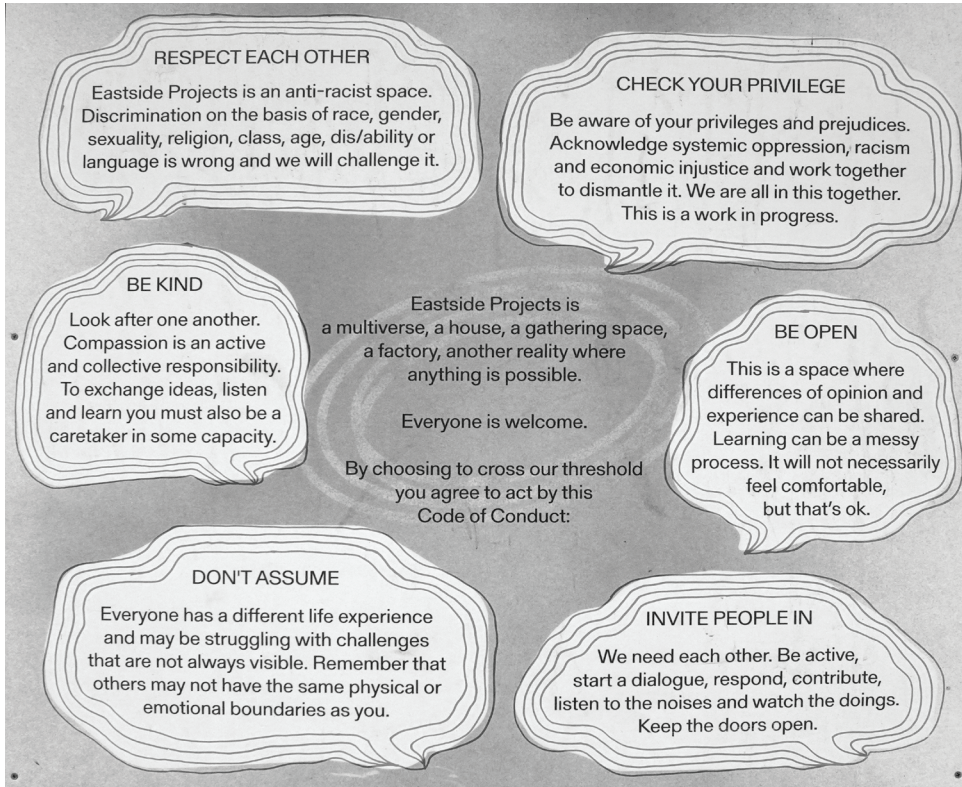 RESPECT EACH OTHER
Eastside Projects is an anti-racist space.
Discrimination on the basis of race, gender,
sexuality, religion, class, age, dis/ability or
language is wrong and we will challenge it.
CHECK YOUR PRIVILEGE
Be aware of your privileges and prejudices.
Acknowledge systemic oppression, racism
and economic injustice and work together
to dismantle it. We are all in this together.
This is a work in progress.
BE KIND
Look after one another.
Compassion is an active
and collective responsibility.
To exchange ideas, listen
and learn you must also be a
caretaker in some capacity.
Eastside Projects is
a multiverse, a house, a gathering space,
a factory, another reality where
anything is possible.
Everyone is welcome.
By choosing to cross our threshold
you agree to act by this
Code of Conduct:
BE OPEN
This is a space where
differences of opinion and
experience can be shared.
Learning can be a messy
process. It will not necessarily
feel comfortable,
but that's ok.
DON'T ASSUME
Everyone has a different life experience
and may be struggling with challenges
that are not always visible. Remember that
others may not have the same physical or
emotional boundaries as you.
INVITE PEOPLE IN
We need each other. Be active,
start a dialogue, respond, contribute,
listen to the noises and watch the doings.
Keep the doors open.